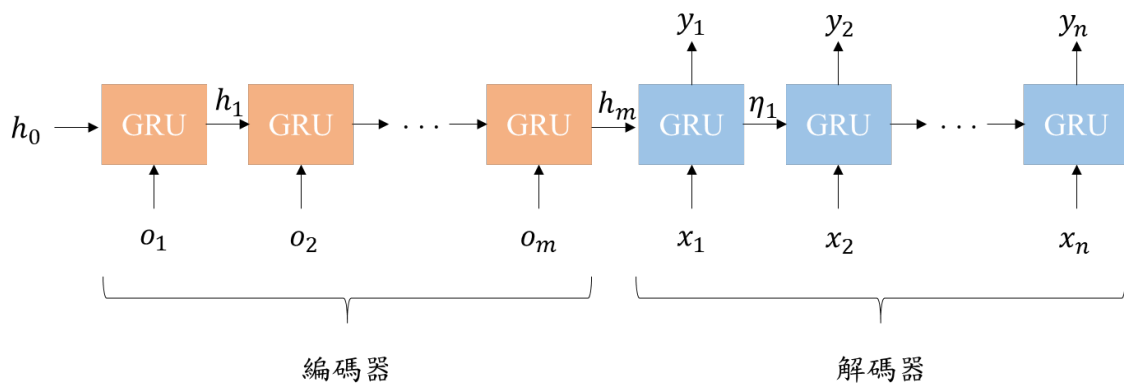 y₁ y₂ yₙ
h₀ GRU h₁ GRU ··· GRU hₘ GRU η₁ GRU ··· GRU
o₁ o₂ oₘ x₁ x₂ xₙ
編碼器 解碼器